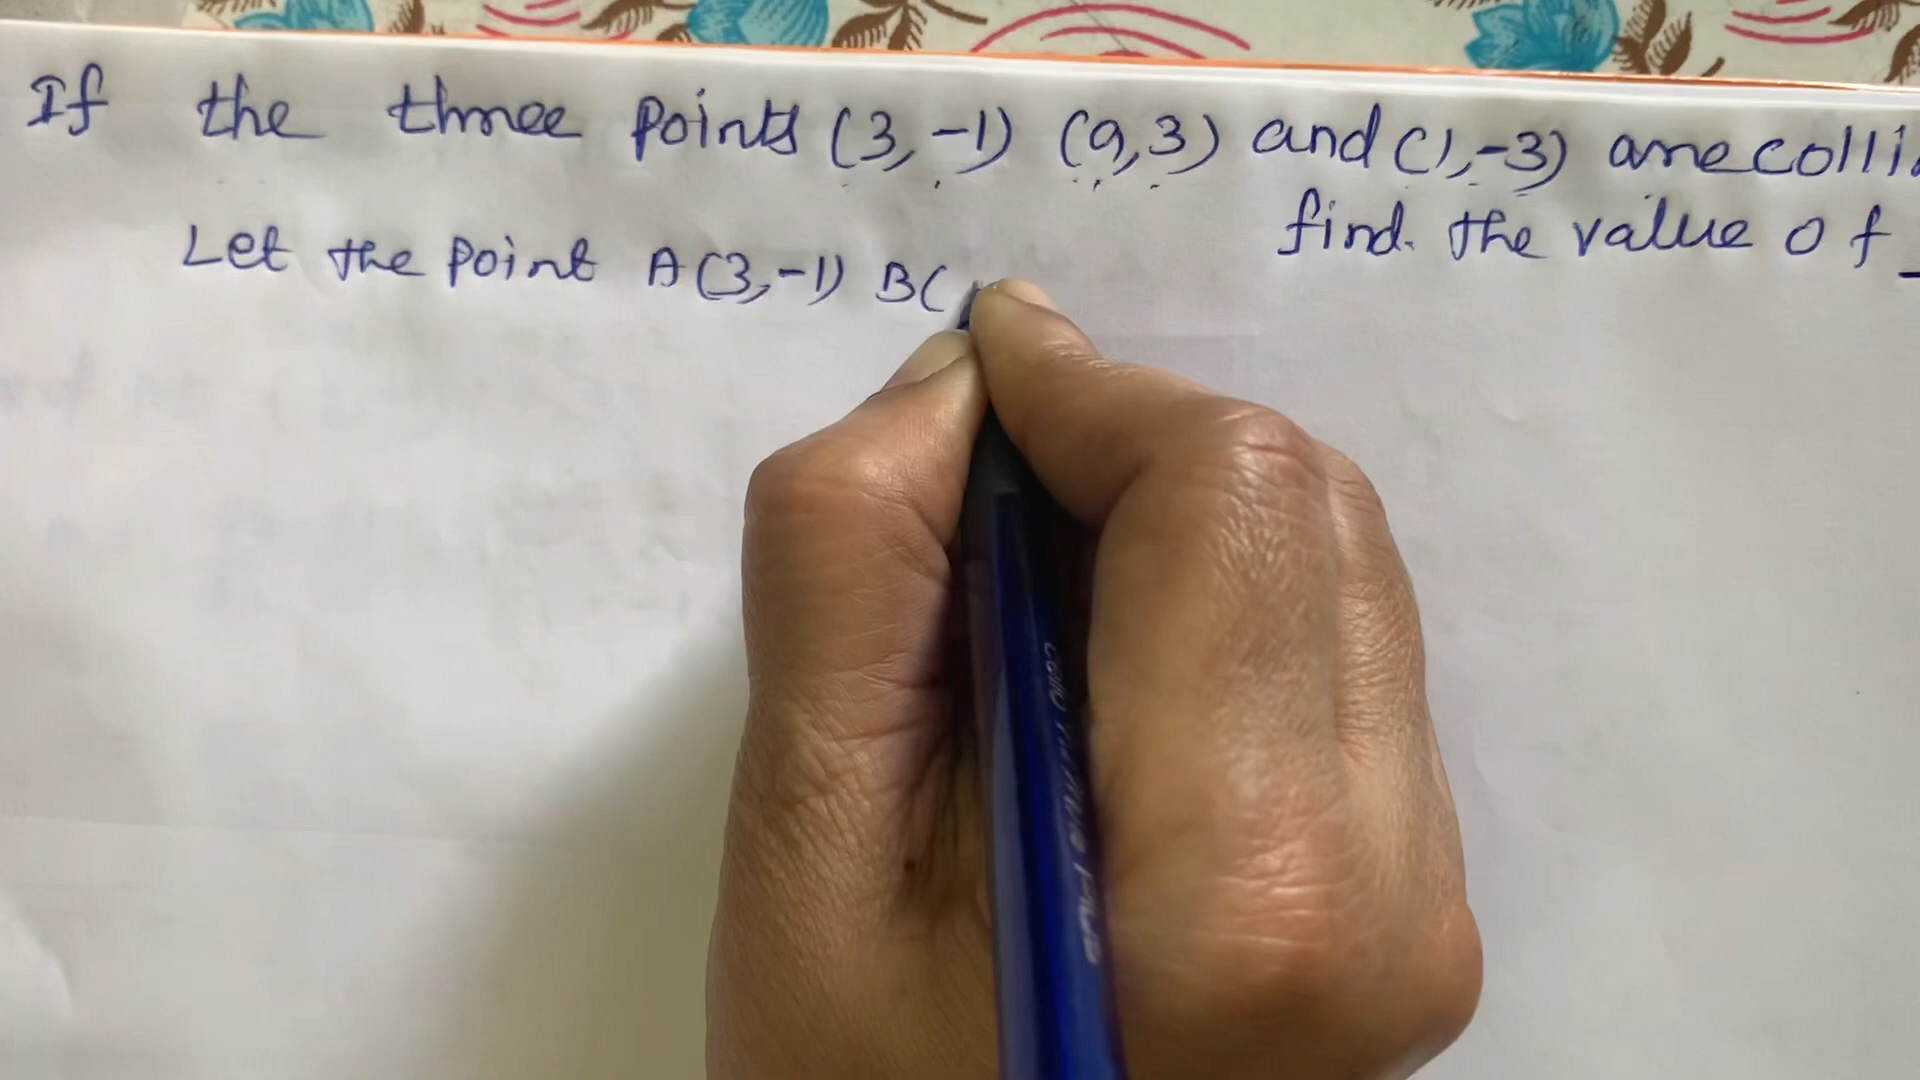 If the three points (3,-1) (9,3) and (1,-3) are colli
find. the value of
Let the point A(3,-1) B(
cello